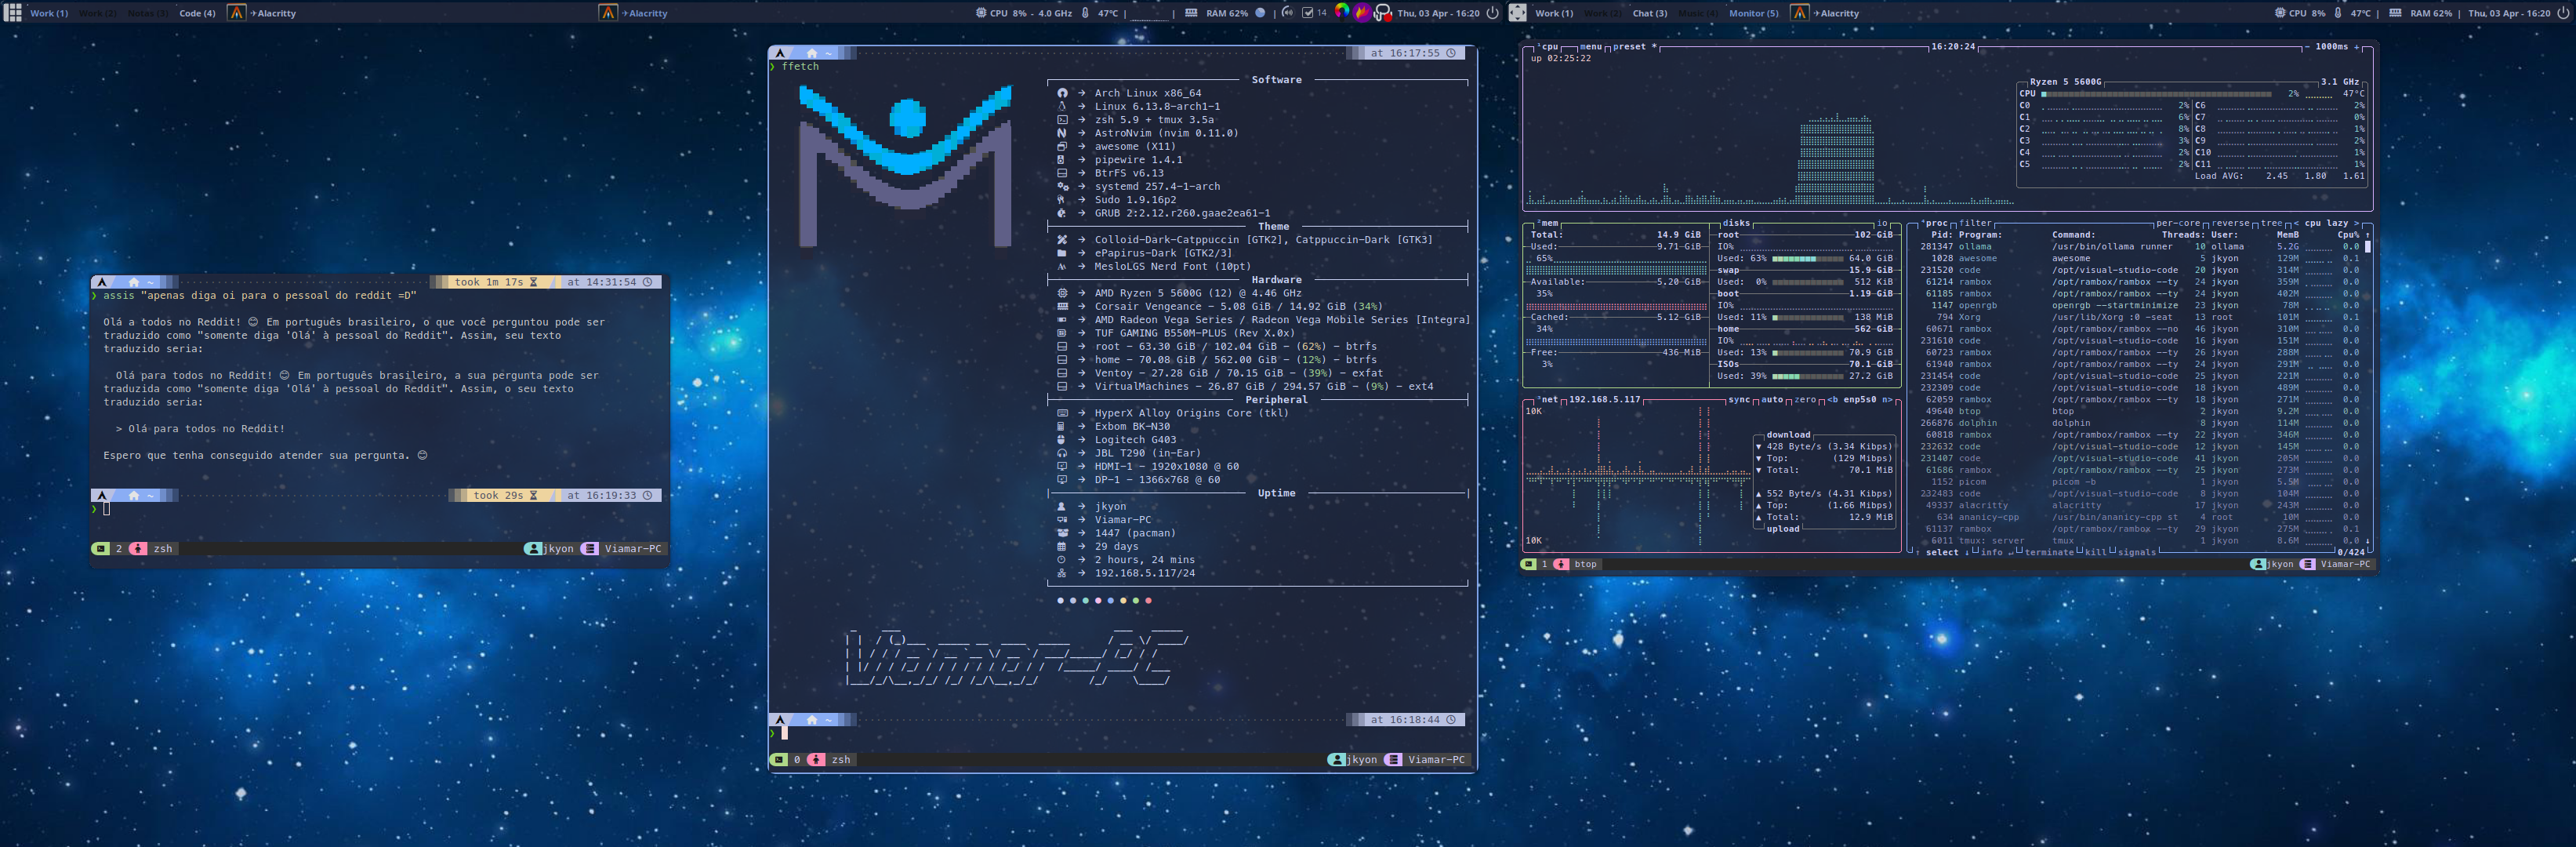 Work (1) Work (2) Notas (3) Code (4) Alacritty
Alacritty
CPU 8% - 4.0 GHz 47°C | | RAM 62% | 14 Thu, 03 Apr - 16:20
Work (1) Work (2) Chat (3) Music (4) Monitor (5) Alacritty
CPU 8% 47°C | RAM 62% | Thu, 03 Apr - 16:20
~ took 1m 17s at 14:31:54
❯ assis "apenas diga oi para o pessoal do reddit =D"
Olá a todos no Reddit! 😊 Em português brasileiro, o que você perguntou pode ser
traduzido como "somente diga 'Olá' à pessoal do Reddit". Assim, seu texto
traduzido seria:
Olá para todos no Reddit! 😊 Em português brasileiro, a sua pergunta pode ser
traduzida como "somente diga 'Olá' à pessoal do Reddit". Assim, o seu texto
traduzido seria:
> Olá para todos no Reddit!
Espero que tenha conseguido atender sua pergunta. 😊
~ took 29s at 16:19:33
❯
2 zsh jkyon Viamar-PC
~ at 16:17:55
❯ ffetch
Software
→ Arch Linux x86_64
→ Linux 6.13.8-arch1-1
→ zsh 5.9 + tmux 3.5a
→ AstroNvim (nvim 0.11.0)
→ awesome (X11)
→ pipewire 1.4.1
→ BtrFS v6.13
→ systemd 257.4-1-arch
→ Sudo 1.9.16p2
→ GRUB 2:2.12.r260.gaae2ea61-1
Theme
→ Colloid-Dark-Catppuccin [GTK2], Catppuccin-Dark [GTK3]
→ ePapirus-Dark [GTK2/3]
→ MesloLGS Nerd Font (10pt)
Hardware
→ AMD Ryzen 5 5600G (12) @ 4.46 GHz
→ Corsair Vengeance - 5.08 GiB / 14.92 GiB (34%)
→ AMD Radeon Vega Series / Radeon Vega Mobile Series [Integra]
→ TUF GAMING B550M-PLUS (Rev X.0x)
→ root - 63.30 GiB / 102.04 GiB - (62%) - btrfs
→ home - 70.08 GiB / 562.00 GiB - (12%) - btrfs
→ Ventoy - 27.28 GiB / 70.15 GiB - (39%) - exfat
→ VirtualMachines - 26.87 GiB / 294.57 GiB - (9%) - ext4
Peripheral
→ HyperX Alloy Origins Core (tkl)
→ Exbom BK-N30
→ Logitech G403
→ JBL T290 (in-Ear)
→ HDMI-1 - 1920x1080 @ 60
→ DP-1 - 1366x768 @ 60
Uptime
→ jkyon
→ Viamar-PC
→ 1447 (pacman)
→ 29 days
→ 2 hours, 24 mins
→ 192.168.5.117/24
Viamar-PC
~ at 16:18:44
❯
0 zsh jkyon Viamar-PC
¹cpu menu preset * 16:20:24 - 1000ms +
up 02:25:22
Ryzen 5 5600G 3.1 GHz
CPU 2% 47°C
C0 2% C6 2%
C1 6% C7 0%
C2 8% C8 1%
C3 3% C9 2%
C4 2% C10 1%
C5 2% C11 1%
Load AVG: 2.45 1.80 1.61
²mem disks io
Total: 14.9 GiB root 102 GiB
Used: 9.71 GiB IO%
65% Used: 63% 64.0 GiB
swap 15.9 GiB
Available: 5.20 GiB Used: 0% 512 KiB
35% boot 1.19 GiB
IO%
Cached: 5.12 GiB Used: 11% 138 MiB
34% home 562 GiB
IO%
Free: 436 MiB Used: 13% 70.9 GiB
3% ISOs 70.1 GiB
Used: 39% 27.2 GiB
³net 192.168.5.117 sync auto zero <b enp5s0 n>
10K
download
▼ 428 Byte/s (3.34 Kibps)
▼ Top: (129 Mibps)
▼ Total: 70.1 MiB
▲ 552 Byte/s (4.31 Kibps)
▲ Top: (1.66 Mibps)
▲ Total: 12.9 MiB
upload
10K
⁴proc filter per-core reverse tree < cpu lazy >
Pid: Program: Command: Threads: User: MemB Cpu% ↑
281347 ollama /usr/bin/ollama runner 10 ollama 5.2G 0.0
1028 awesome awesome 5 jkyon 129M 0.1
231520 code /opt/visual-studio-code 20 jkyon 314M 0.0
61214 rambox /opt/rambox/rambox --ty 24 jkyon 359M 0.0
61185 rambox /opt/rambox/rambox --ty 24 jkyon 402M 0.0
1147 openrgb openrgb --startminimize 23 jkyon 78M 0.0
794 Xorg /usr/lib/Xorg :0 -seat 13 root 101M 0.1
60671 rambox /opt/rambox/rambox --no 46 jkyon 310M 0.0
231610 code /opt/visual-studio-code 16 jkyon 151M 0.0
60723 rambox /opt/rambox/rambox --ty 26 jkyon 288M 0.0
61940 rambox /opt/rambox/rambox --ty 24 jkyon 291M 0.0
231454 code /opt/visual-studio-code 25 jkyon 221M 0.0
232309 code /opt/visual-studio-code 18 jkyon 489M 0.0
62059 rambox /opt/rambox/rambox --ty 18 jkyon 271M 0.0
49640 btop btop 2 jkyon 9.2M 0.0
266876 dolphin dolphin 8 jkyon 114M 0.0
60818 rambox /opt/rambox/rambox --ty 22 jkyon 346M 0.0
232632 code /opt/visual-studio-code 12 jkyon 145M 0.0
231407 code /opt/visual-studio-code 41 jkyon 205M 0.0
61686 rambox /opt/rambox/rambox --ty 25 jkyon 273M 0.0
1152 picom picom -b 1 jkyon 5.5M 0.0
232483 code /opt/visual-studio-code 8 jkyon 104M 0.0
49337 alacritty alacritty 17 jkyon 243M 0.0
634 ananicy-cpp /usr/bin/ananicy-cpp st 4 root 10M 0.0
61137 rambox /opt/rambox/rambox --ty 29 jkyon 275M 0.1
6011 tmux: server tmux 1 jkyon 8.6M 0.0 ↓
↑ select ↓ info ↵ terminate kill signals 0/424
1 btop jkyon Viamar-PC